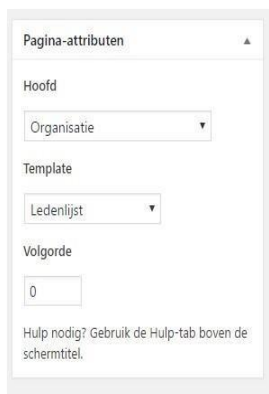 Pagina-attributen
Hoofd
Organisatie
Template
Ledenlijst
Volgorde
0
Hulp nodig? Gebruik de Hulp-tab boven de
schermtitel.